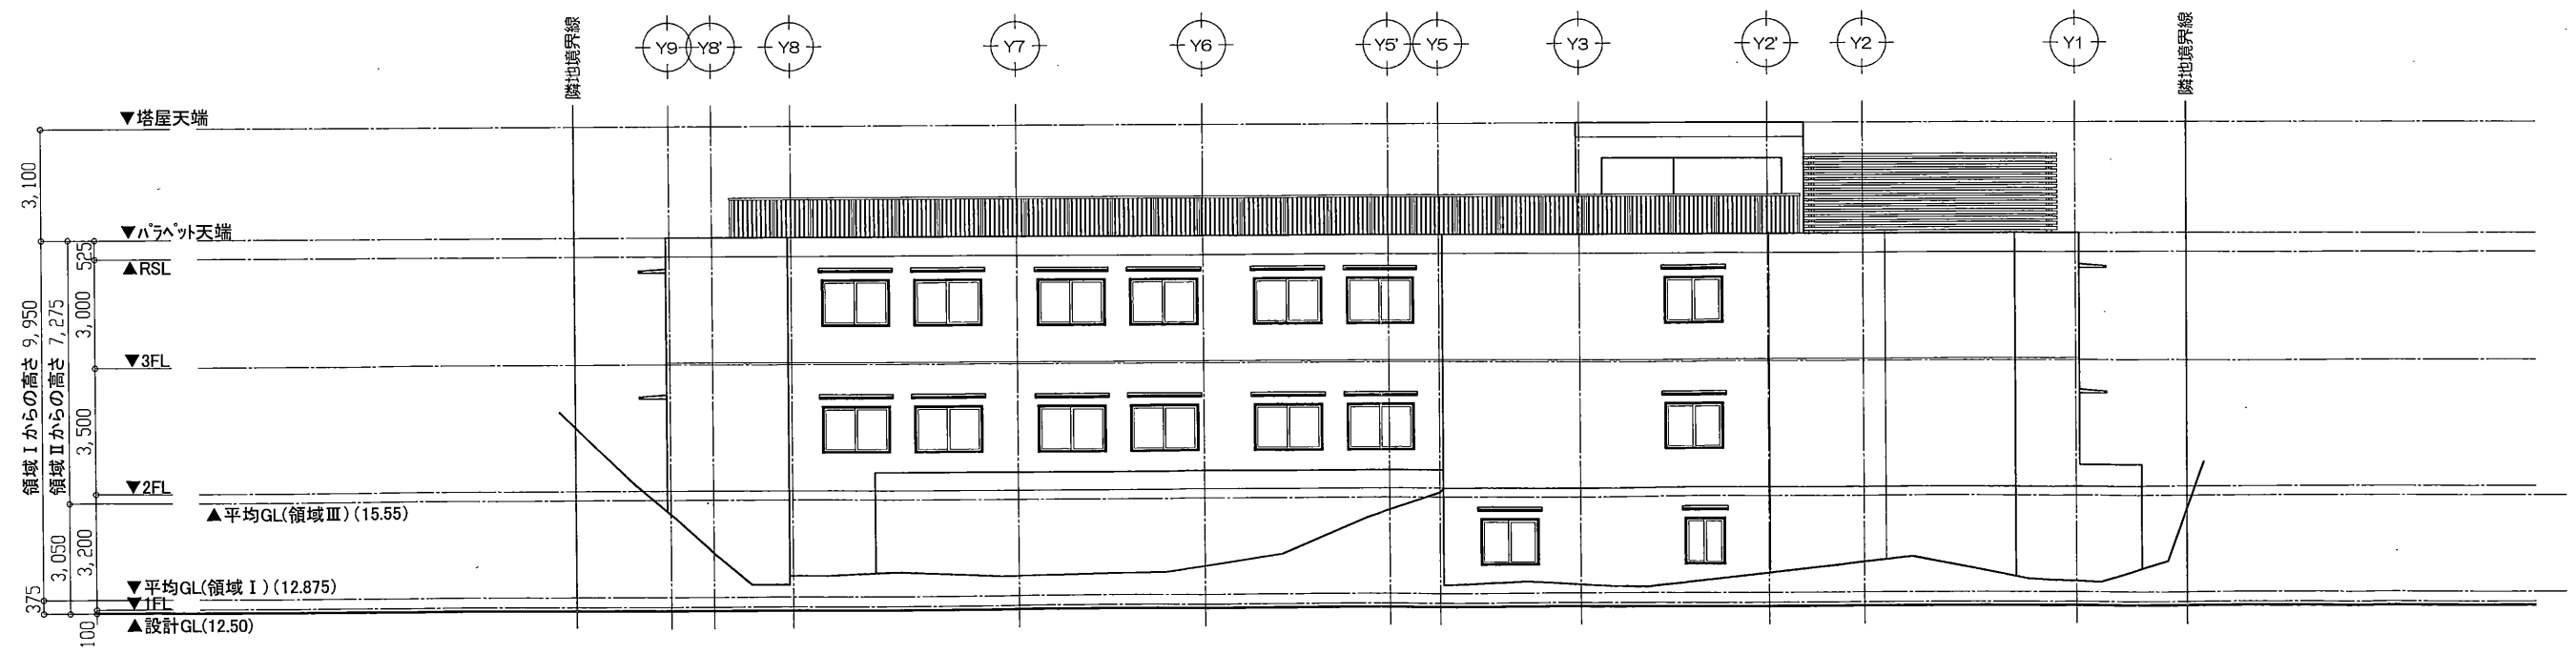 隣地境界線
Y9
Y8'
Y8
Y7
Y6
Y5'
Y5
Y3
Y2'
Y2
Y1
隣地境界線
▼塔屋天端
3,100
▼パラペット天端
525
▲RSL
領域Ⅰからの高さ 9,950
領域Ⅱからの高さ 7,275
3,000
▼3FL
3,500
▼2FL
▲平均GL(領域Ⅲ)(15.55)
3,050
3,200
▼平均GL(領域Ⅰ)(12.875)
375
▼1FL
100
▲設計GL(12.50)